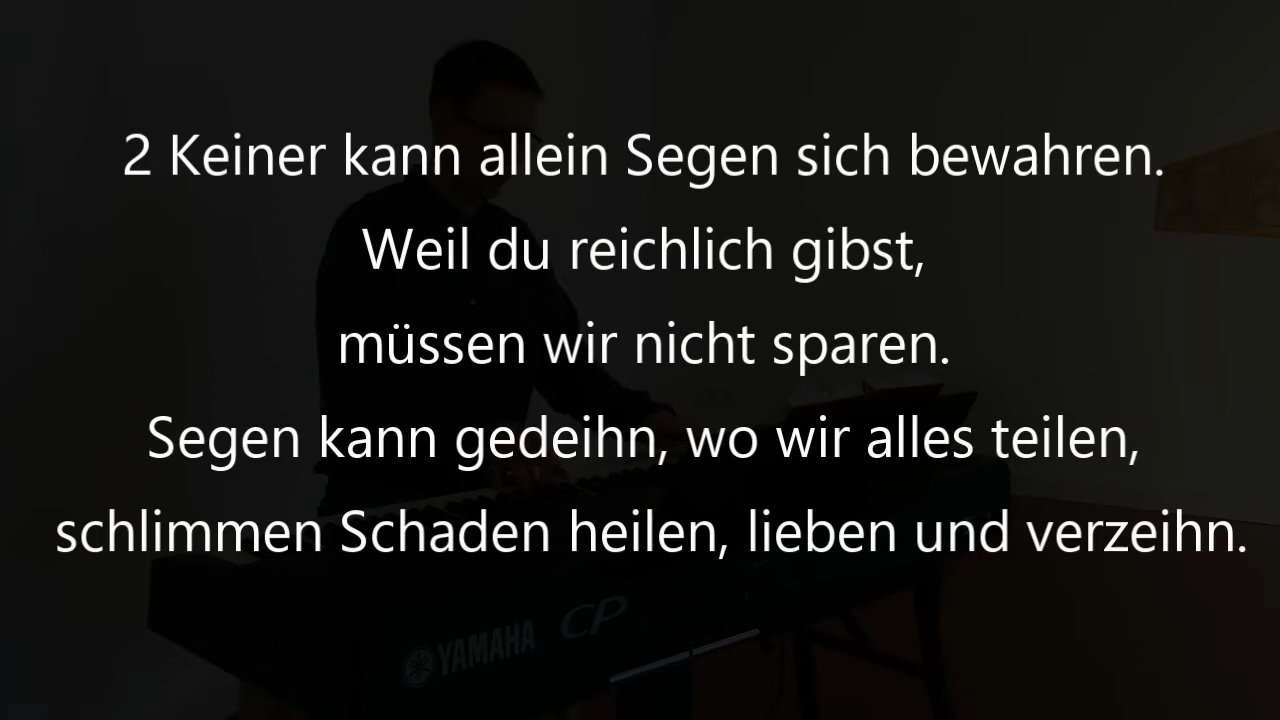 2 Keiner kann allein Segen sich bewahren.
Weil du reichlich gibst,
müssen wir nicht sparen.
Segen kann gedeihn, wo wir alles teilen,
schlimmen Schaden heilen, lieben und verzeihn.
CP
YAMAHA